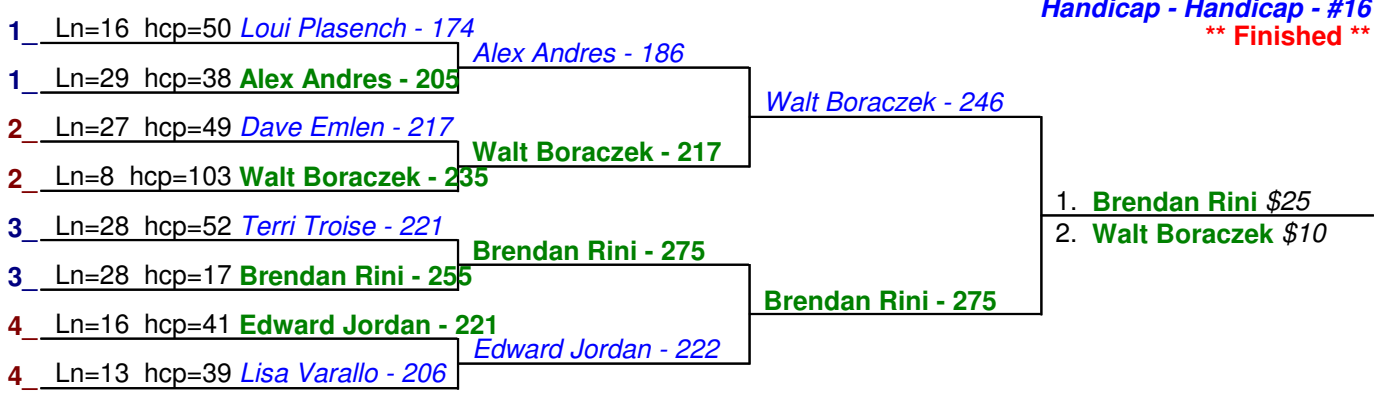 Handicap - Handicap - #16
** Finished **
1_ Ln=16 hcp=50 Loui Plasench - 174
1_ Ln=29 hcp=38 Alex Andres - 205
2_ Ln=27 hcp=49 Dave Emlen - 217
2_ Ln=8 hcp=103 Walt Boraczek - 235
3_ Ln=28 hcp=52 Terri Troise - 221
3_ Ln=28 hcp=17 Brendan Rini - 255
4_ Ln=16 hcp=41 Edward Jordan - 221
4_ Ln=13 hcp=39 Lisa Varallo - 206
Alex Andres - 186
Walt Boraczek - 217
Brendan Rini - 275
Edward Jordan - 222
Walt Boraczek - 246
Brendan Rini - 275
1. Brendan Rini $25
2. Walt Boraczek $10